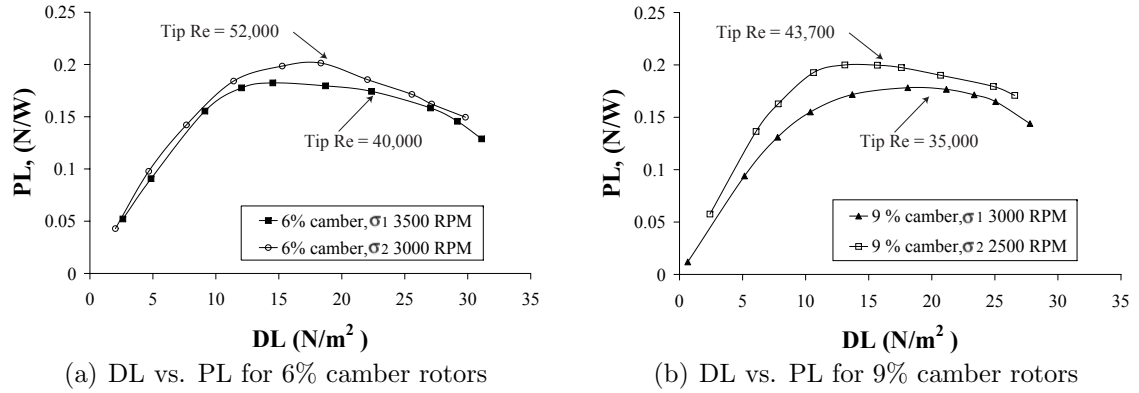 Tip Re = 52,000
Tip Re = 40,000
0.25
0.2
0.15
0.1
0.05
0
PL, (N/W)
0 5 10 15 20 25 30 35
DL (N/m²)
6% camber, σ1 3500 RPM
6% camber, σ2 3000 RPM
(a) DL vs. PL for 6% camber rotors
Tip Re = 43,700
Tip Re = 35,000
0.25
0.2
0.15
0.1
0.05
0
PL, (N/W)
0 5 10 15 20 25 30 35
DL (N/m²)
9 % camber, σ1 3000 RPM
9 % camber, σ2 2500 RPM
(b) DL vs. PL for 9% camber rotors